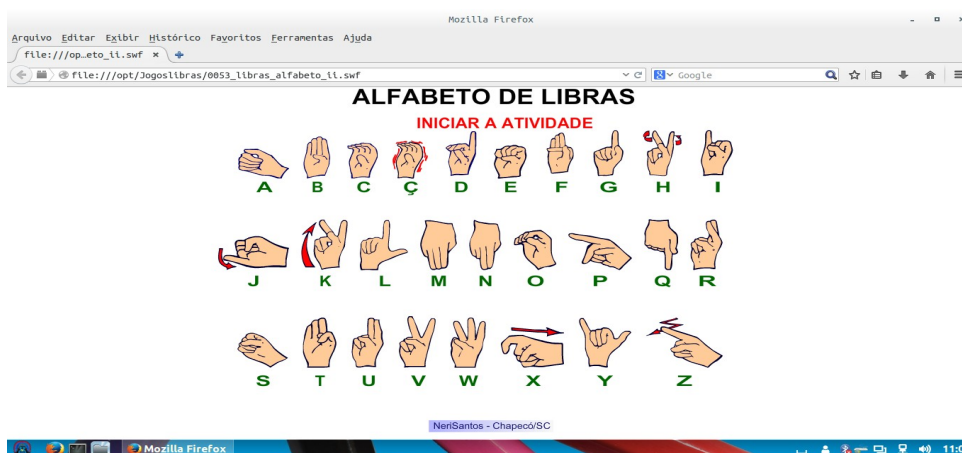 Mozilla Firefox
Arquivo Editar Exibir Histórico Favoritos Ferramentas Ajuda
file:///op…eto_ii.swf
file:///opt/Jogoslibras/0053_libras_alfabeto_ii.swf
Google
ALFABETO DE LIBRAS
INICIAR A ATIVIDADE
A B C Ç D E F G H I
J K L M N O P Q R
S T U V W X Y Z
NeriSantos - Chapecó/SC
Mozilla Firefox